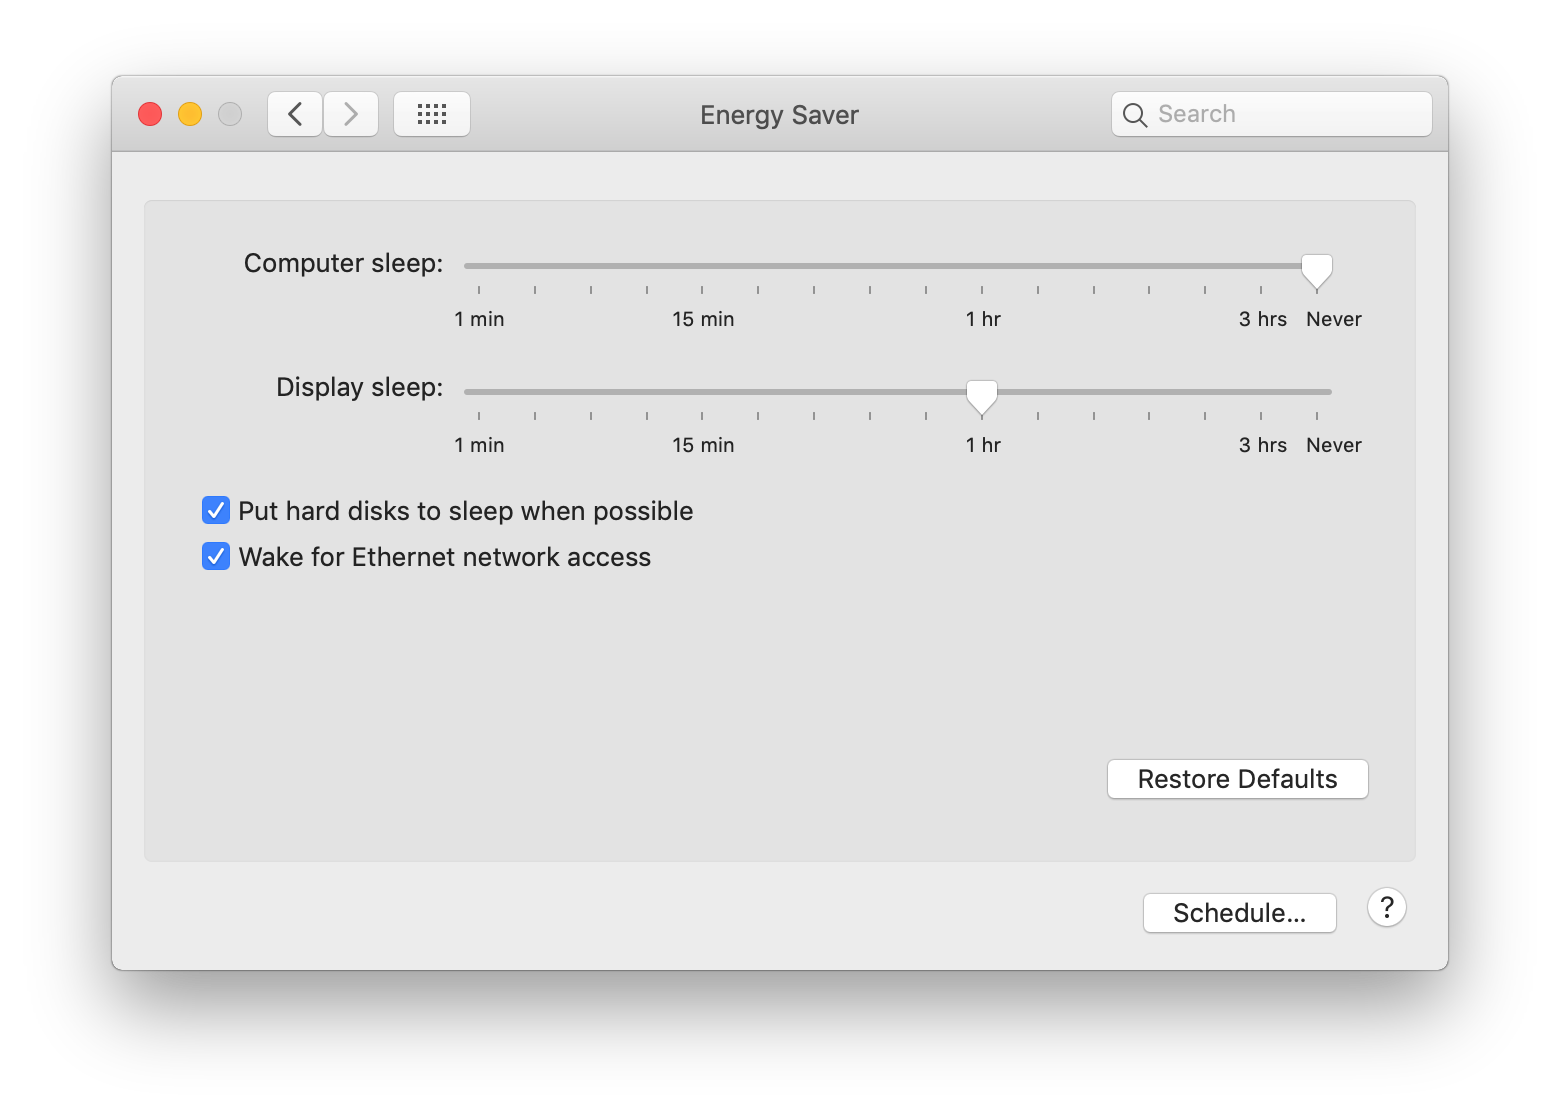 Energy Saver
Search
Computer sleep:
1 min 15 min 1 hr 3 hrs Never
Display sleep:
1 min 15 min 1 hr 3 hrs Never
Put hard disks to sleep when possible
Wake for Ethernet network access
Restore Defaults
Schedule...
?